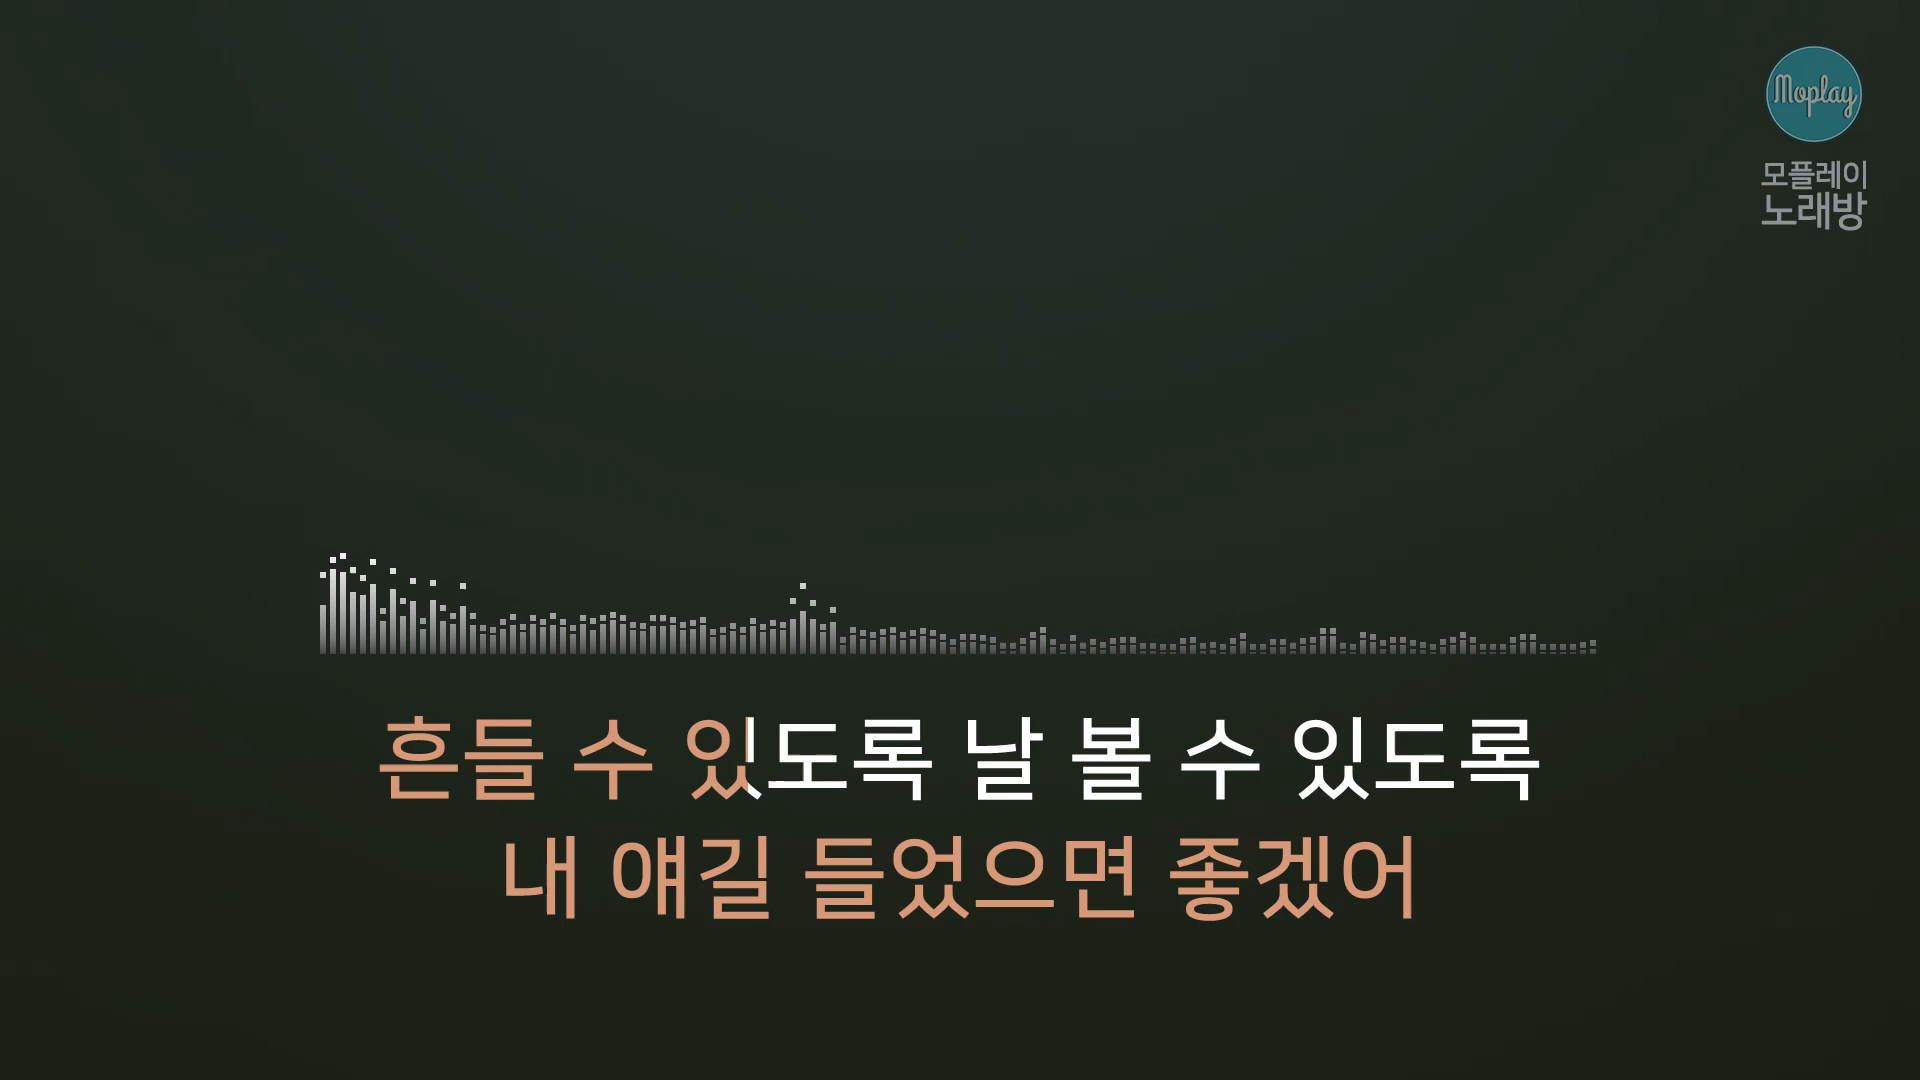 Moplay
모플레이
노래방
흔들 수 있도록 날 볼 수 있도록
내 얘길 들었으면 좋겠어